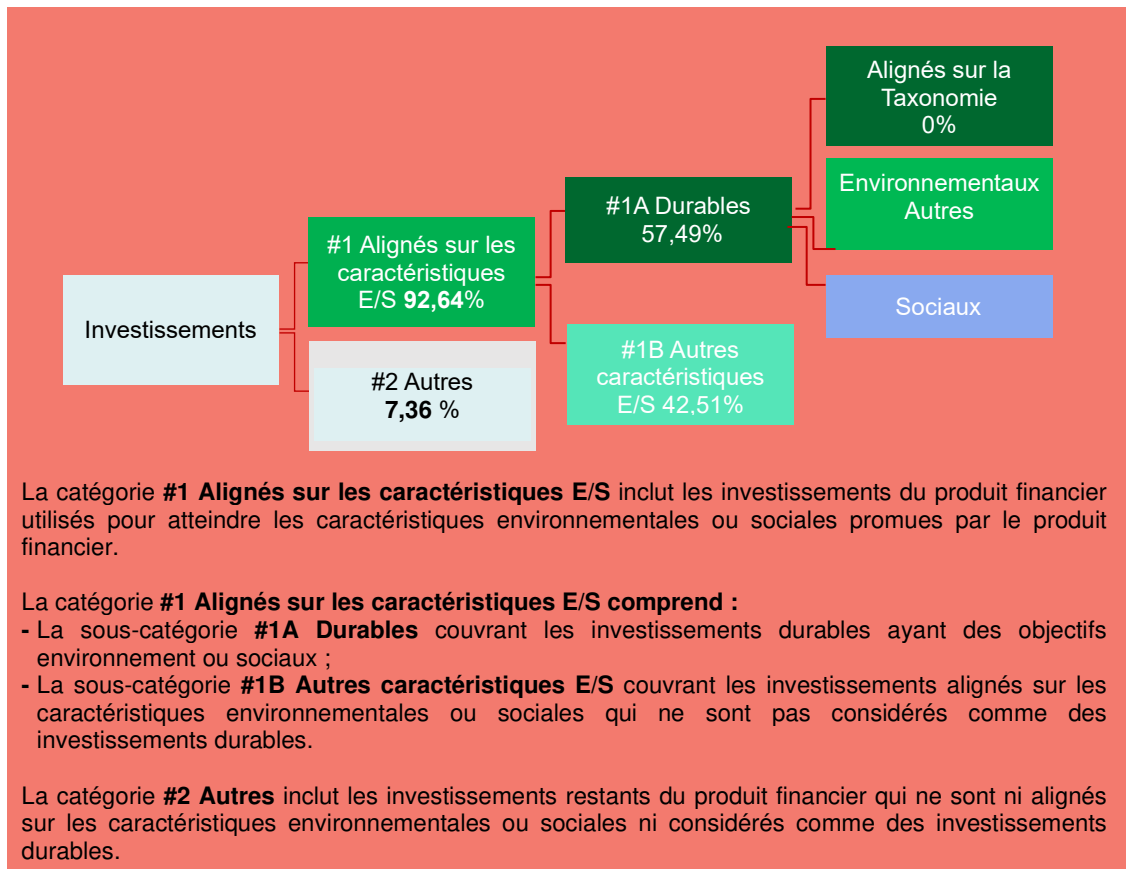 Alignés sur la
Taxonomie
0%
Environnementaux
Autres
#1A Durables
57,49%
#1 Alignés sur les
caractéristiques
E/S 92,64%
Sociaux
Investissements
#1B Autres
caractéristiques
E/S 42,51%
#2 Autres
7,36 %
La catégorie #1 Alignés sur les caractéristiques E/S inclut les investissements du produit financier
utilisés pour atteindre les caractéristiques environnementales ou sociales promues par le produit
financier.
La catégorie #1 Alignés sur les caractéristiques E/S comprend :
- La sous-catégorie #1A Durables couvrant les investissements durables ayant des objectifs
environnement ou sociaux ;
- La sous-catégorie #1B Autres caractéristiques E/S couvrant les investissements alignés sur les
caractéristiques environnementales ou sociales qui ne sont pas considérés comme des
investissements durables.
La catégorie #2 Autres inclut les investissements restants du produit financier qui ne sont ni alignés
sur les caractéristiques environnementales ou sociales ni considérés comme des investissements
durables.